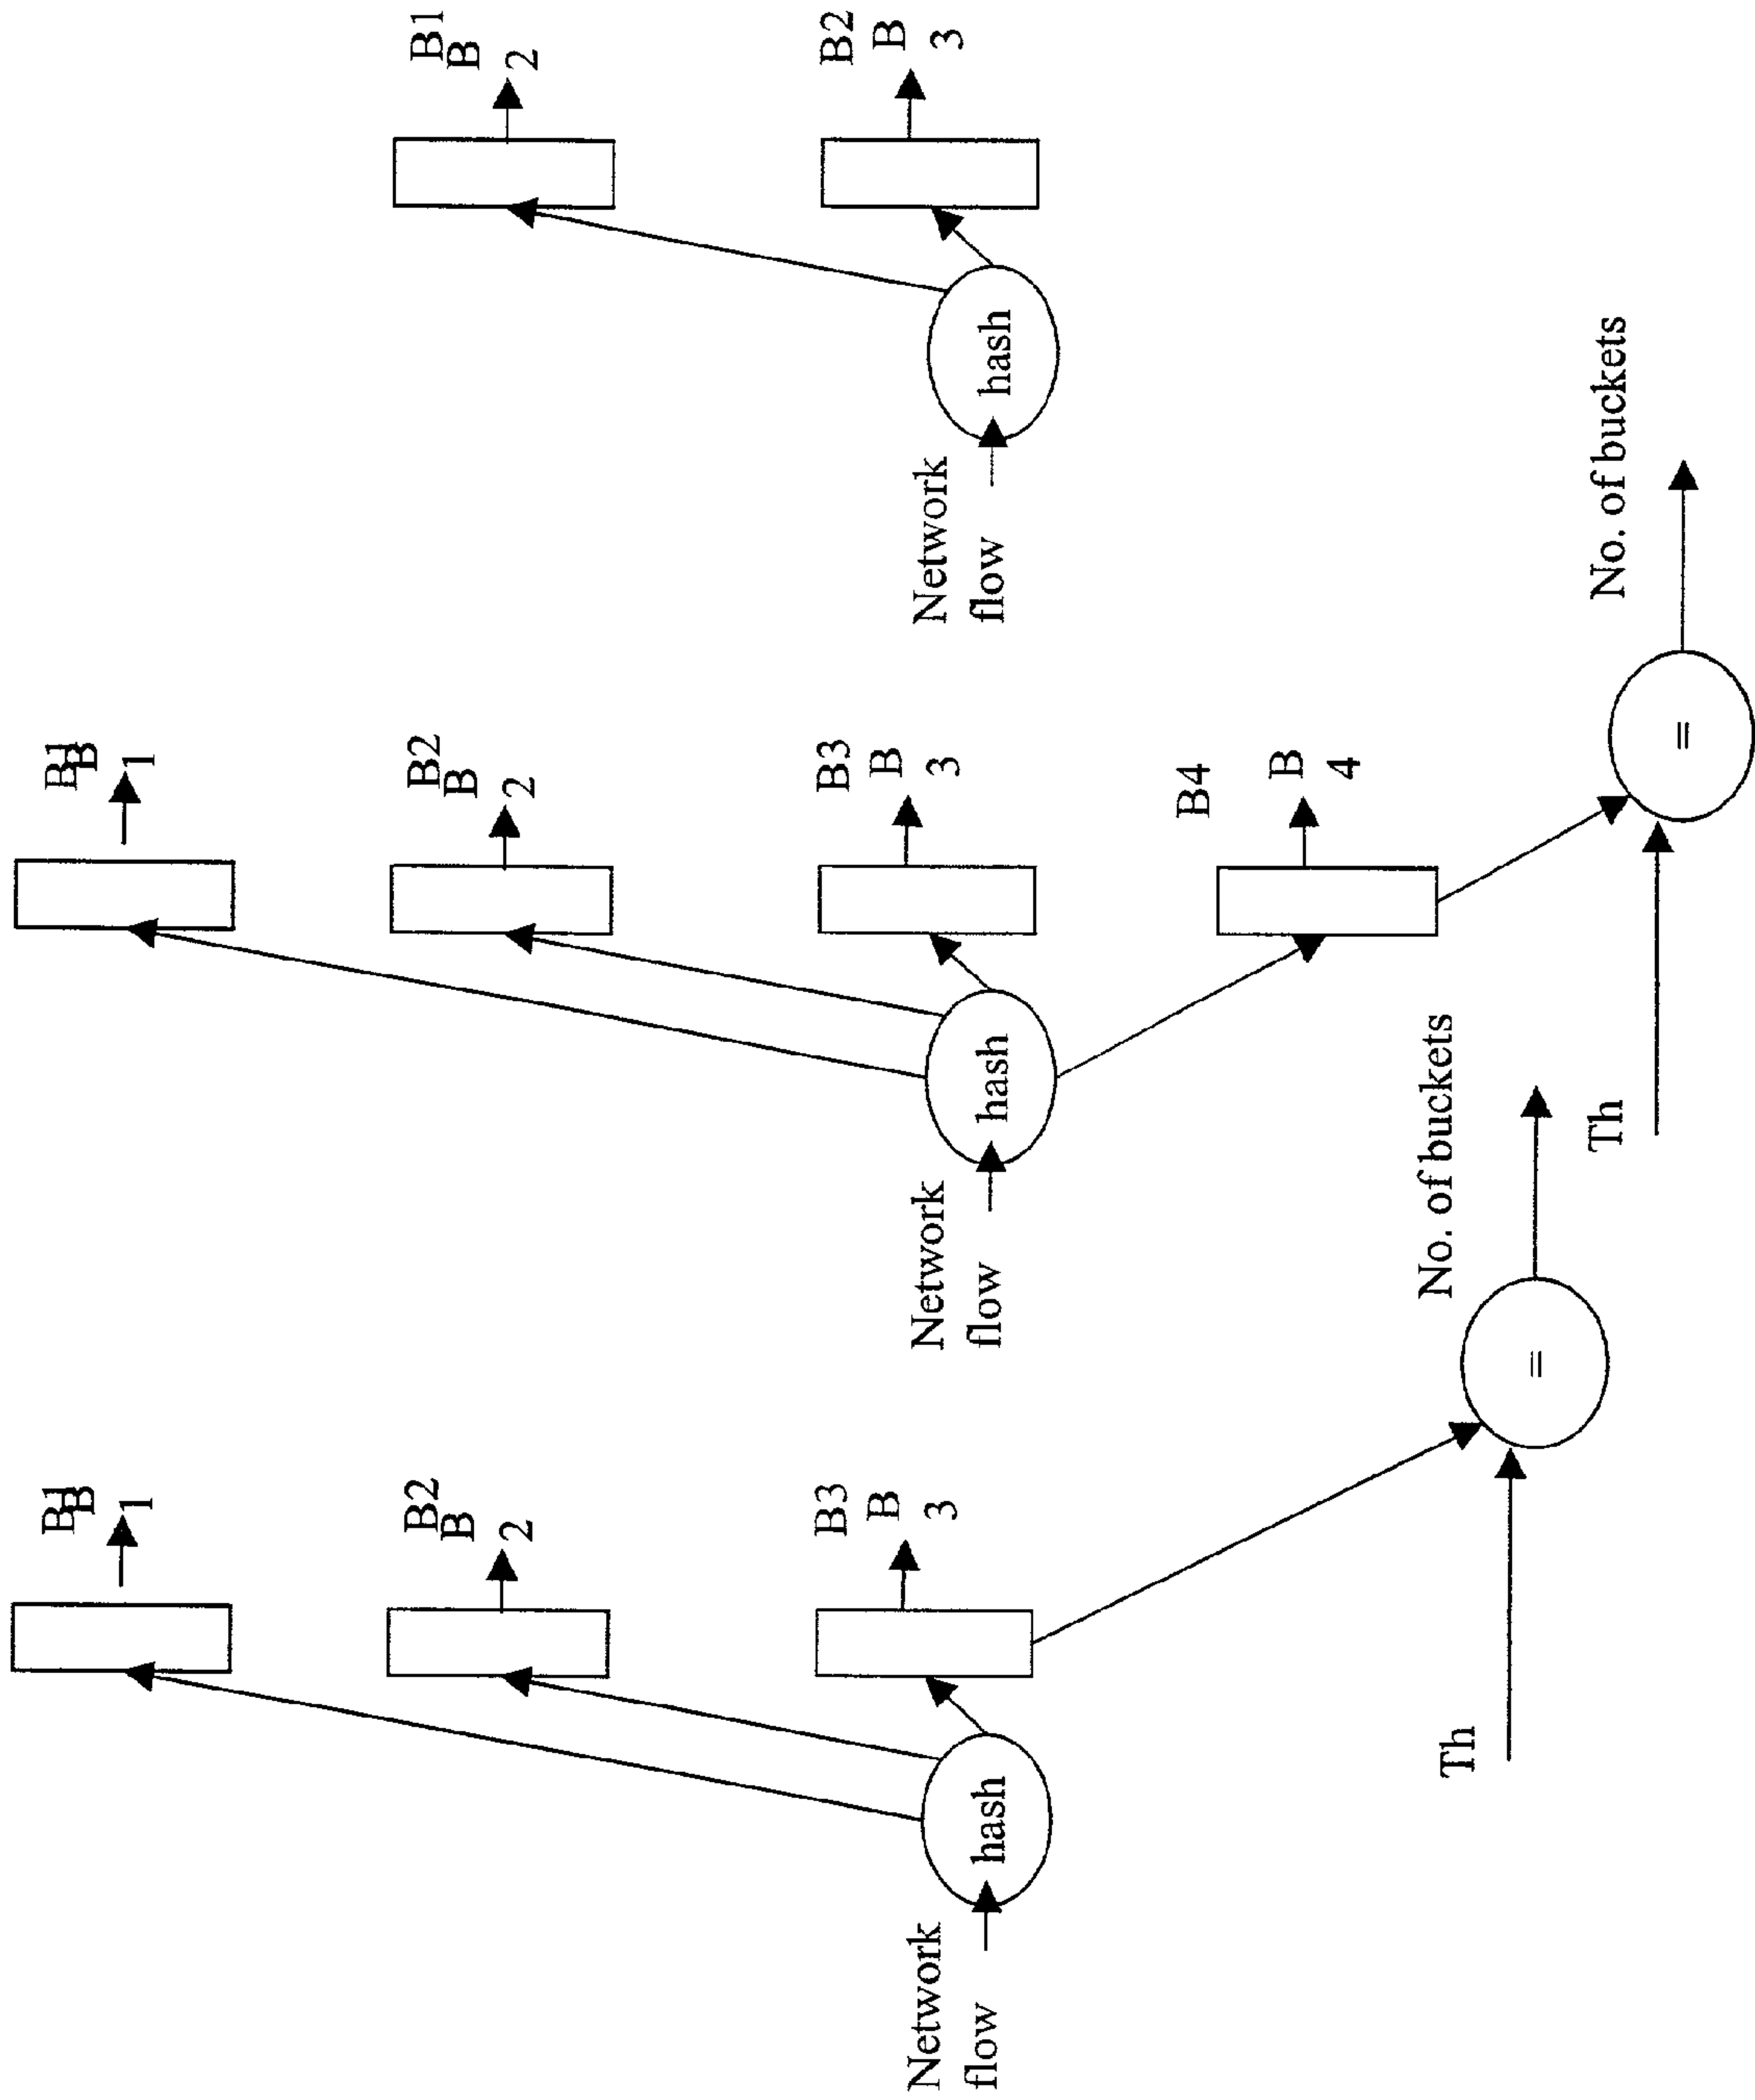 B1
B
1
B2
B
2
B3
B
3
Network
flow
hash
Th
No. of buckets
=
B1
B
1
B2
B
2
B3
B
3
Network
flow
hash
B4
B
4
Th
No. of buckets
=
B1
B
2
B2
B
3
Network
flow
hash